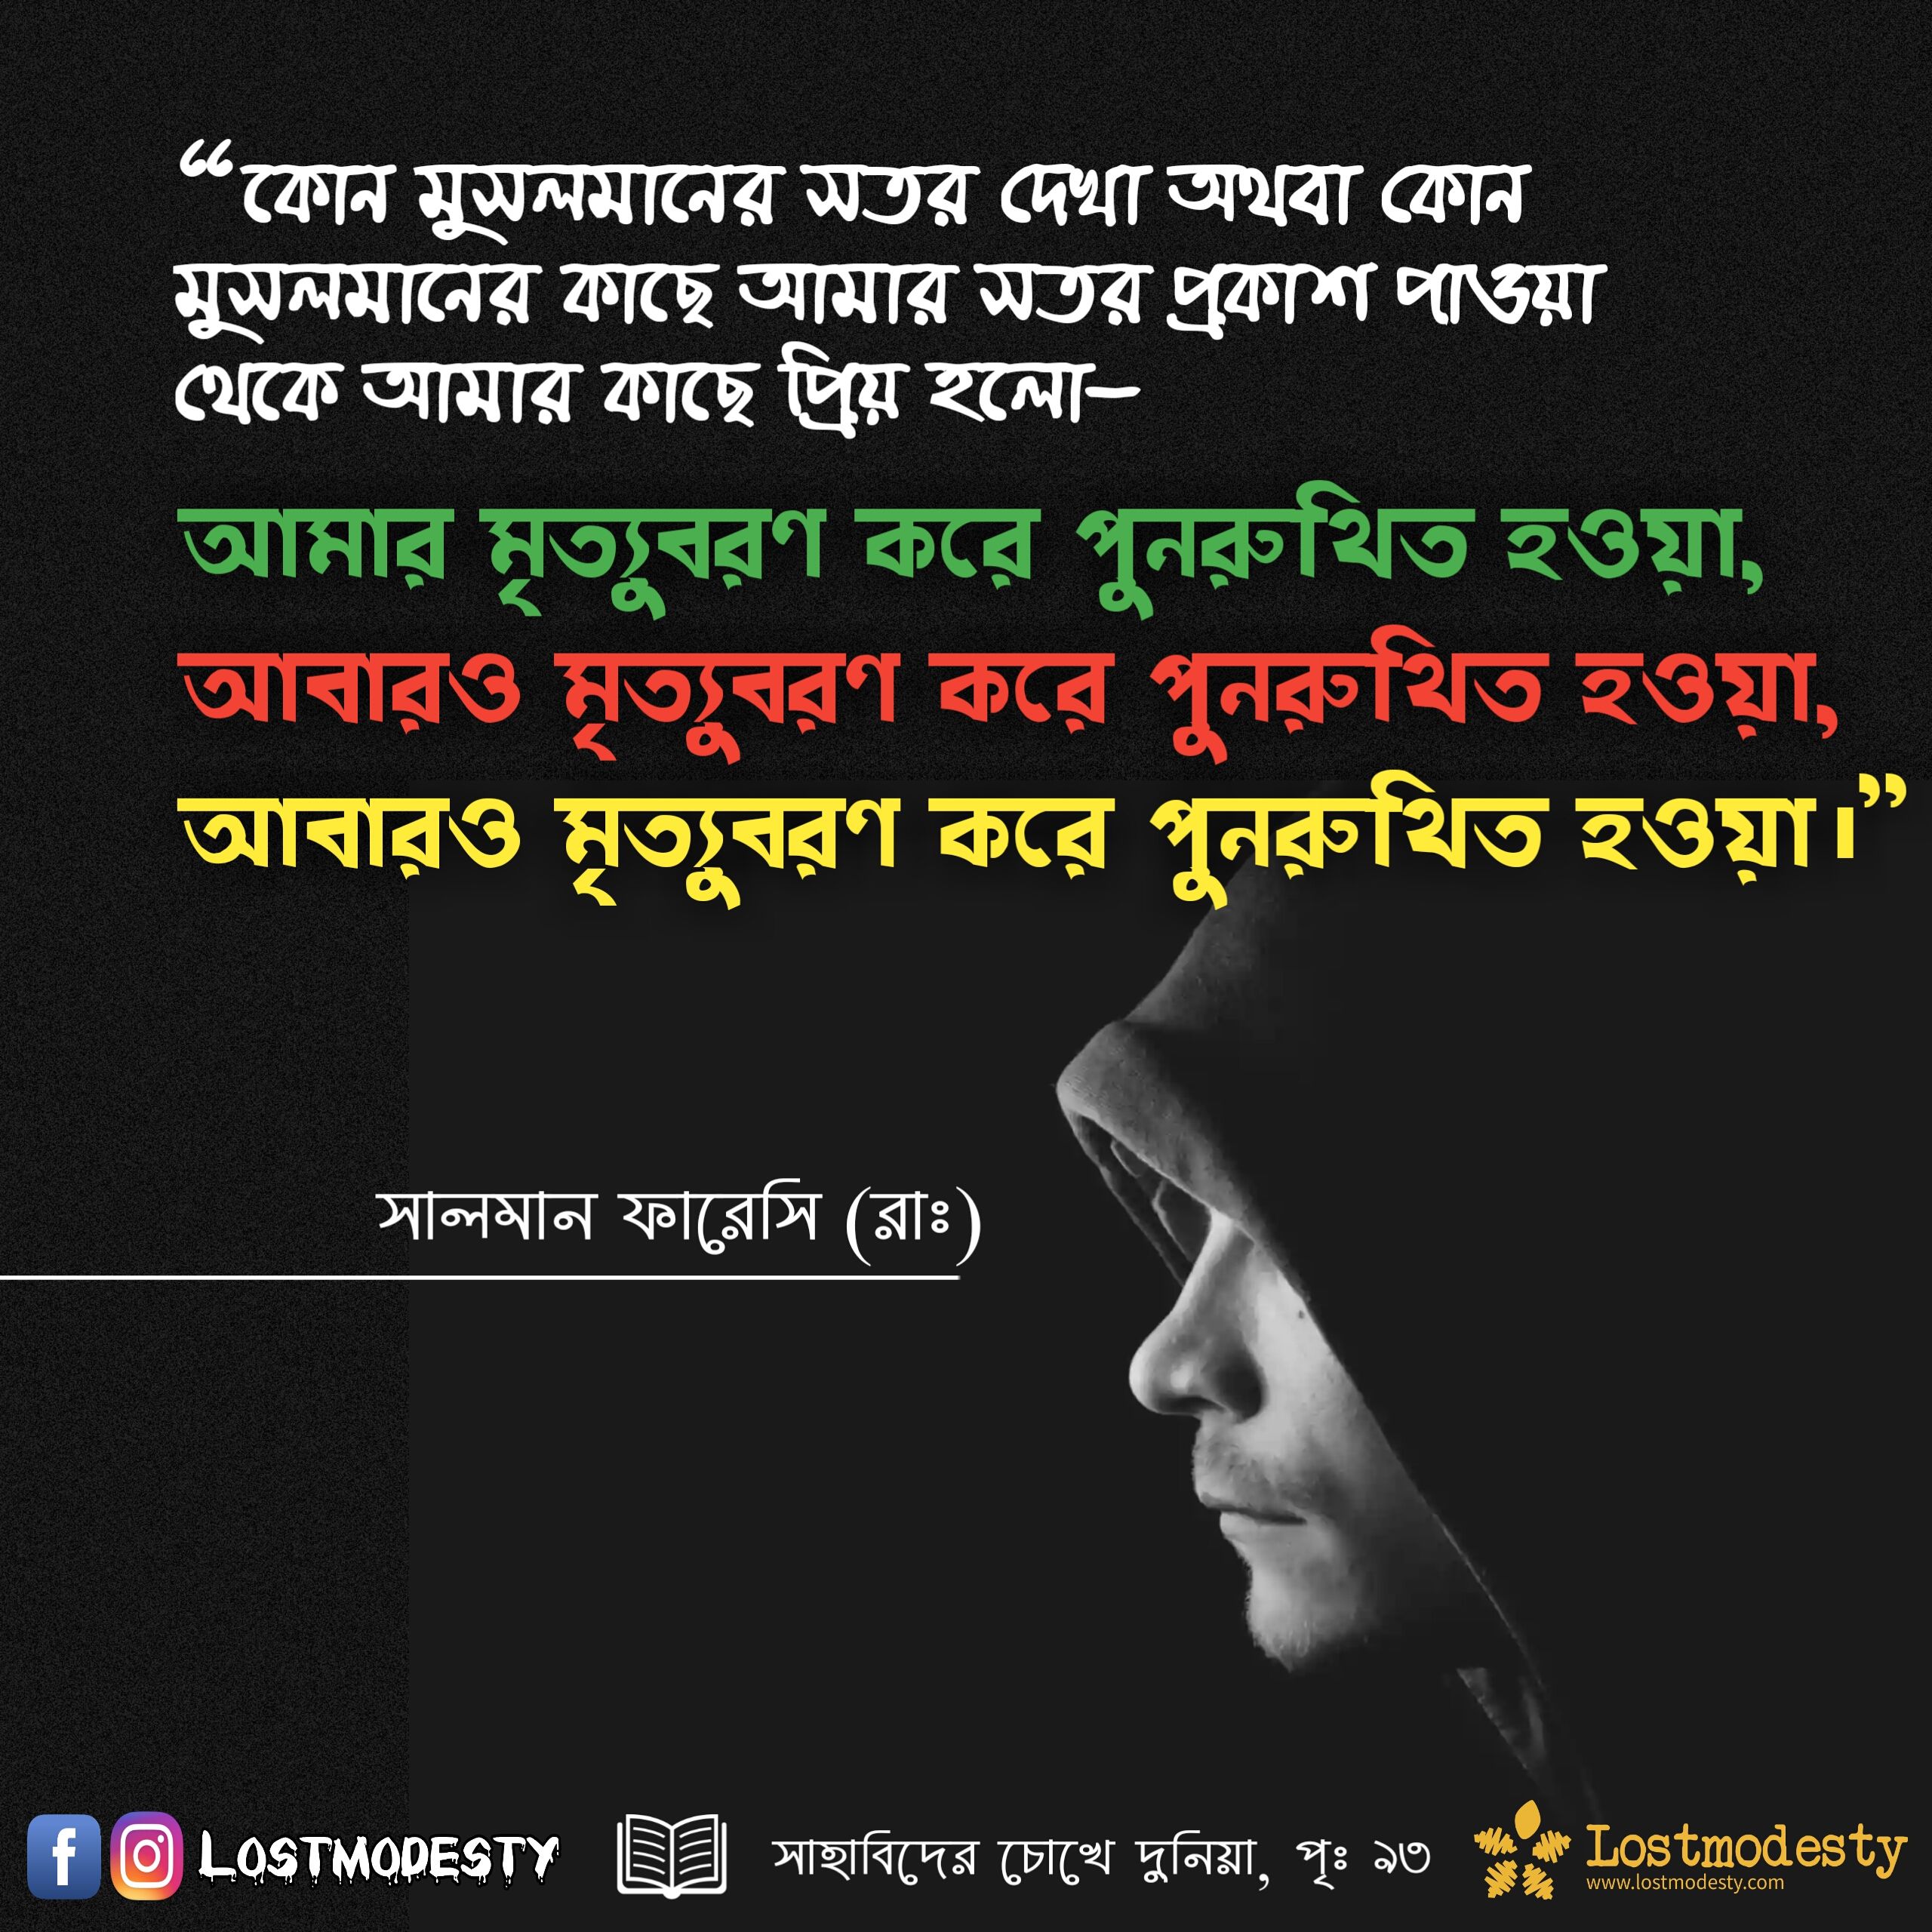 “কোন মুসলমানের সতর দেখা অথবা কোন
মুসলমানের কাছে আমার সতর প্রকাশ পাওয়া
থেকে আমার কাছে প্রিয় হলো–
আমার মৃত্যুবরণ করে পুনরুত্থিত হওয়া,
আবারও মৃত্যুবরণ করে পুনরুত্থিত হওয়া,
আবারও মৃত্যুবরণ করে পুনরুত্থিত হওয়া।”
সালমান ফারেসি (রাঃ)
LOSTMODESTY
সাহাবিদের চোখে দুনিয়া, পৃঃ ৯৩
Lostmodesty
www.lostmodesty.com